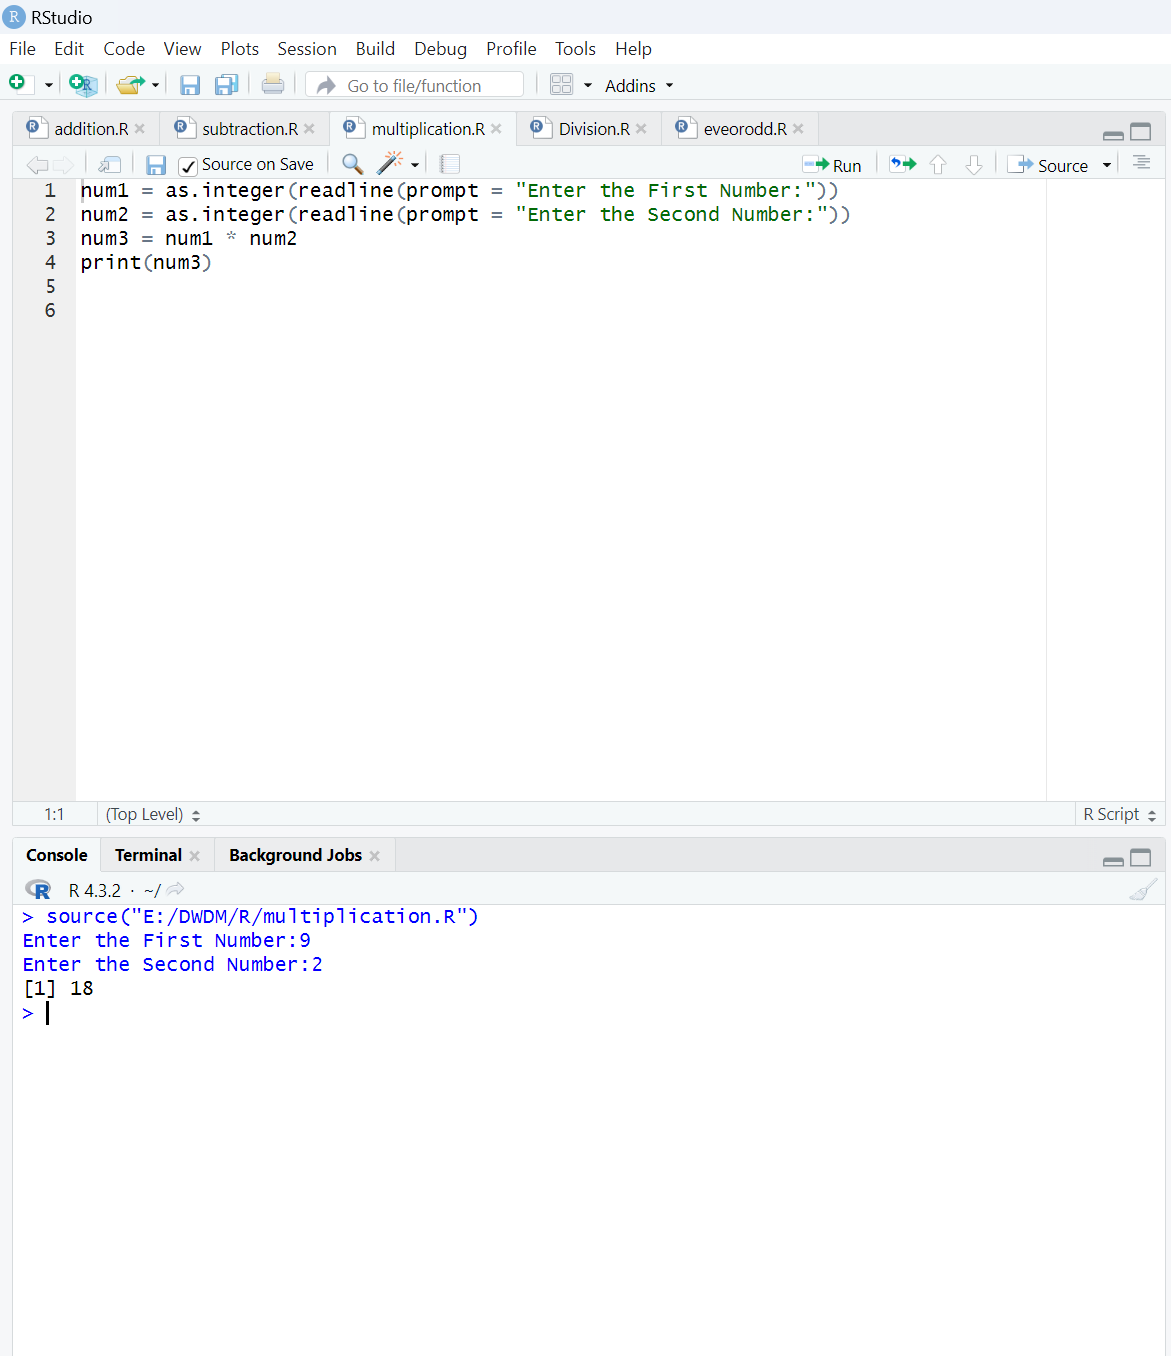 RStudio
File Edit Code View Plots Session Build Debug Profile Tools Help
Go to file/function Addins
addition.R subtraction.R multiplication.R Division.R eveorodd.R
Source on Save Run Source
1 num1 = as.integer(readline(prompt = "Enter the First Number:"))
2 num2 = as.integer(readline(prompt = "Enter the Second Number:"))
3 num3 = num1 * num2
4 print(num3)
5
6
1:1 (Top Level) R Script
Console Terminal Background Jobs
R 4.3.2 · ~/
> source("E:/DWDM/R/multiplication.R")
Enter the First Number:9
Enter the Second Number:2
[1] 18
>